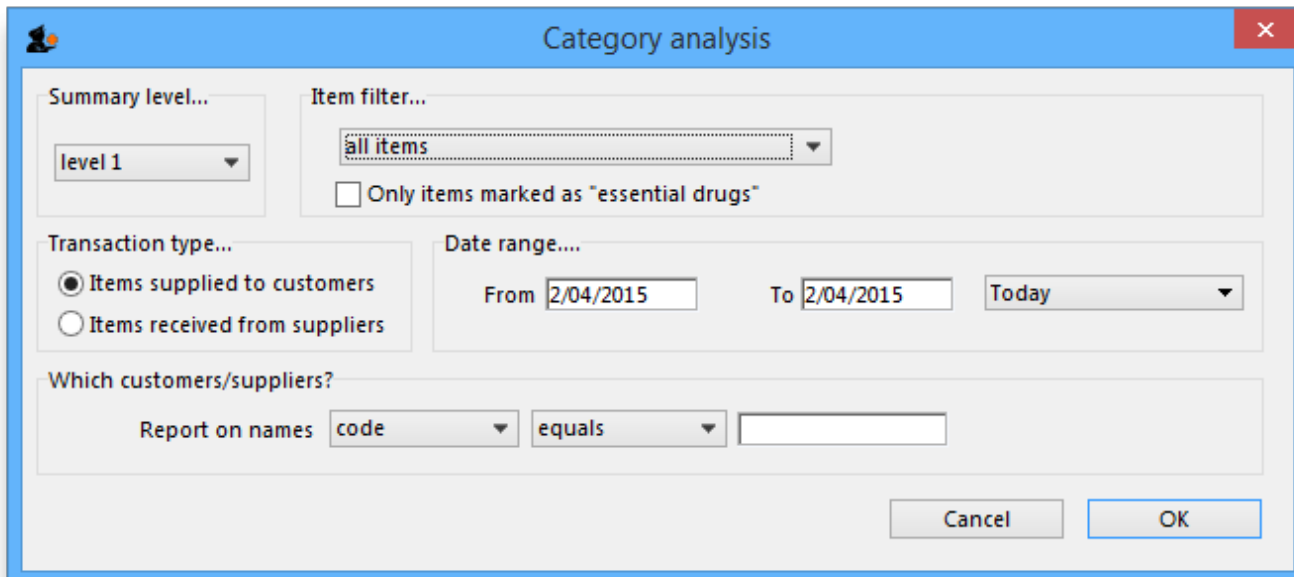 Category analysis
Summary level...
Item filter...
level 1
all items
Only items marked as "essential drugs"
Transaction type...
Date range....
Items supplied to customers
From 2/04/2015 To 2/04/2015 Today
Items received from suppliers
Which customers/suppliers?
Report on names code equals
Cancel OK